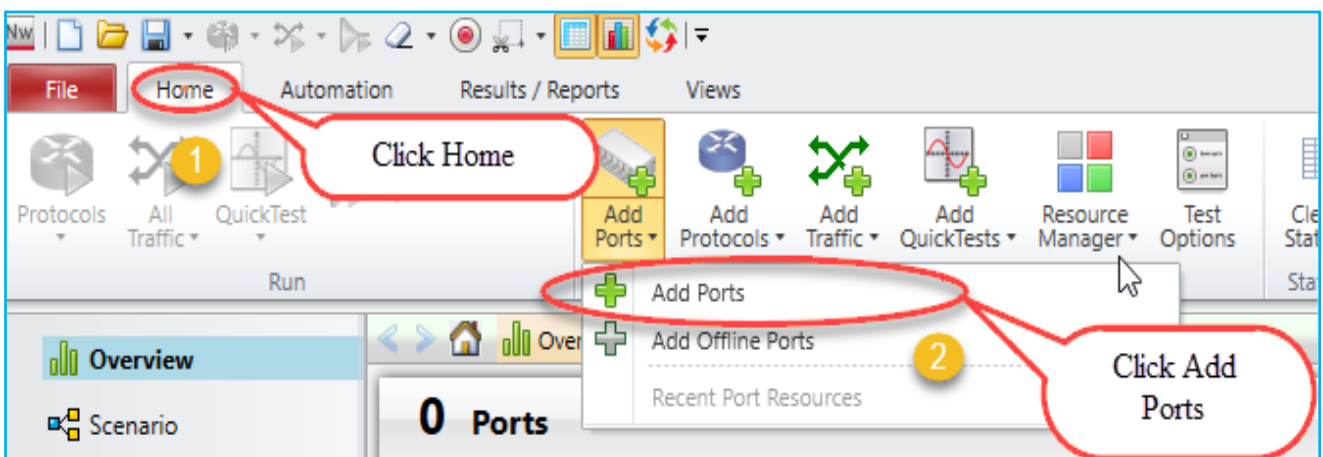 Nw
File Home Automation Results / Reports Views
1
Click Home
Protocols All Traffic QuickTest
Add Ports Add Protocols Add Traffic Add QuickTests Resource Manager Test Options
Run
Add Ports
Add Offline Ports
Recent Port Resources
2
Click Add
Ports
Overview
Scenario
0 Ports